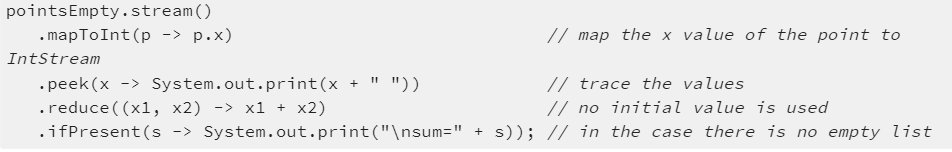 pointsEmpty.stream()
   .mapToInt(p -> p.x)                            // map the x value of the point to
IntStream
   .peek(x -> System.out.print(x + " "))          // trace the values
   .reduce((x1, x2) -> x1 + x2)                   // no initial value is used
   .ifPresent(s -> System.out.print("\nsum=" + s)); // in the case there is no empty list